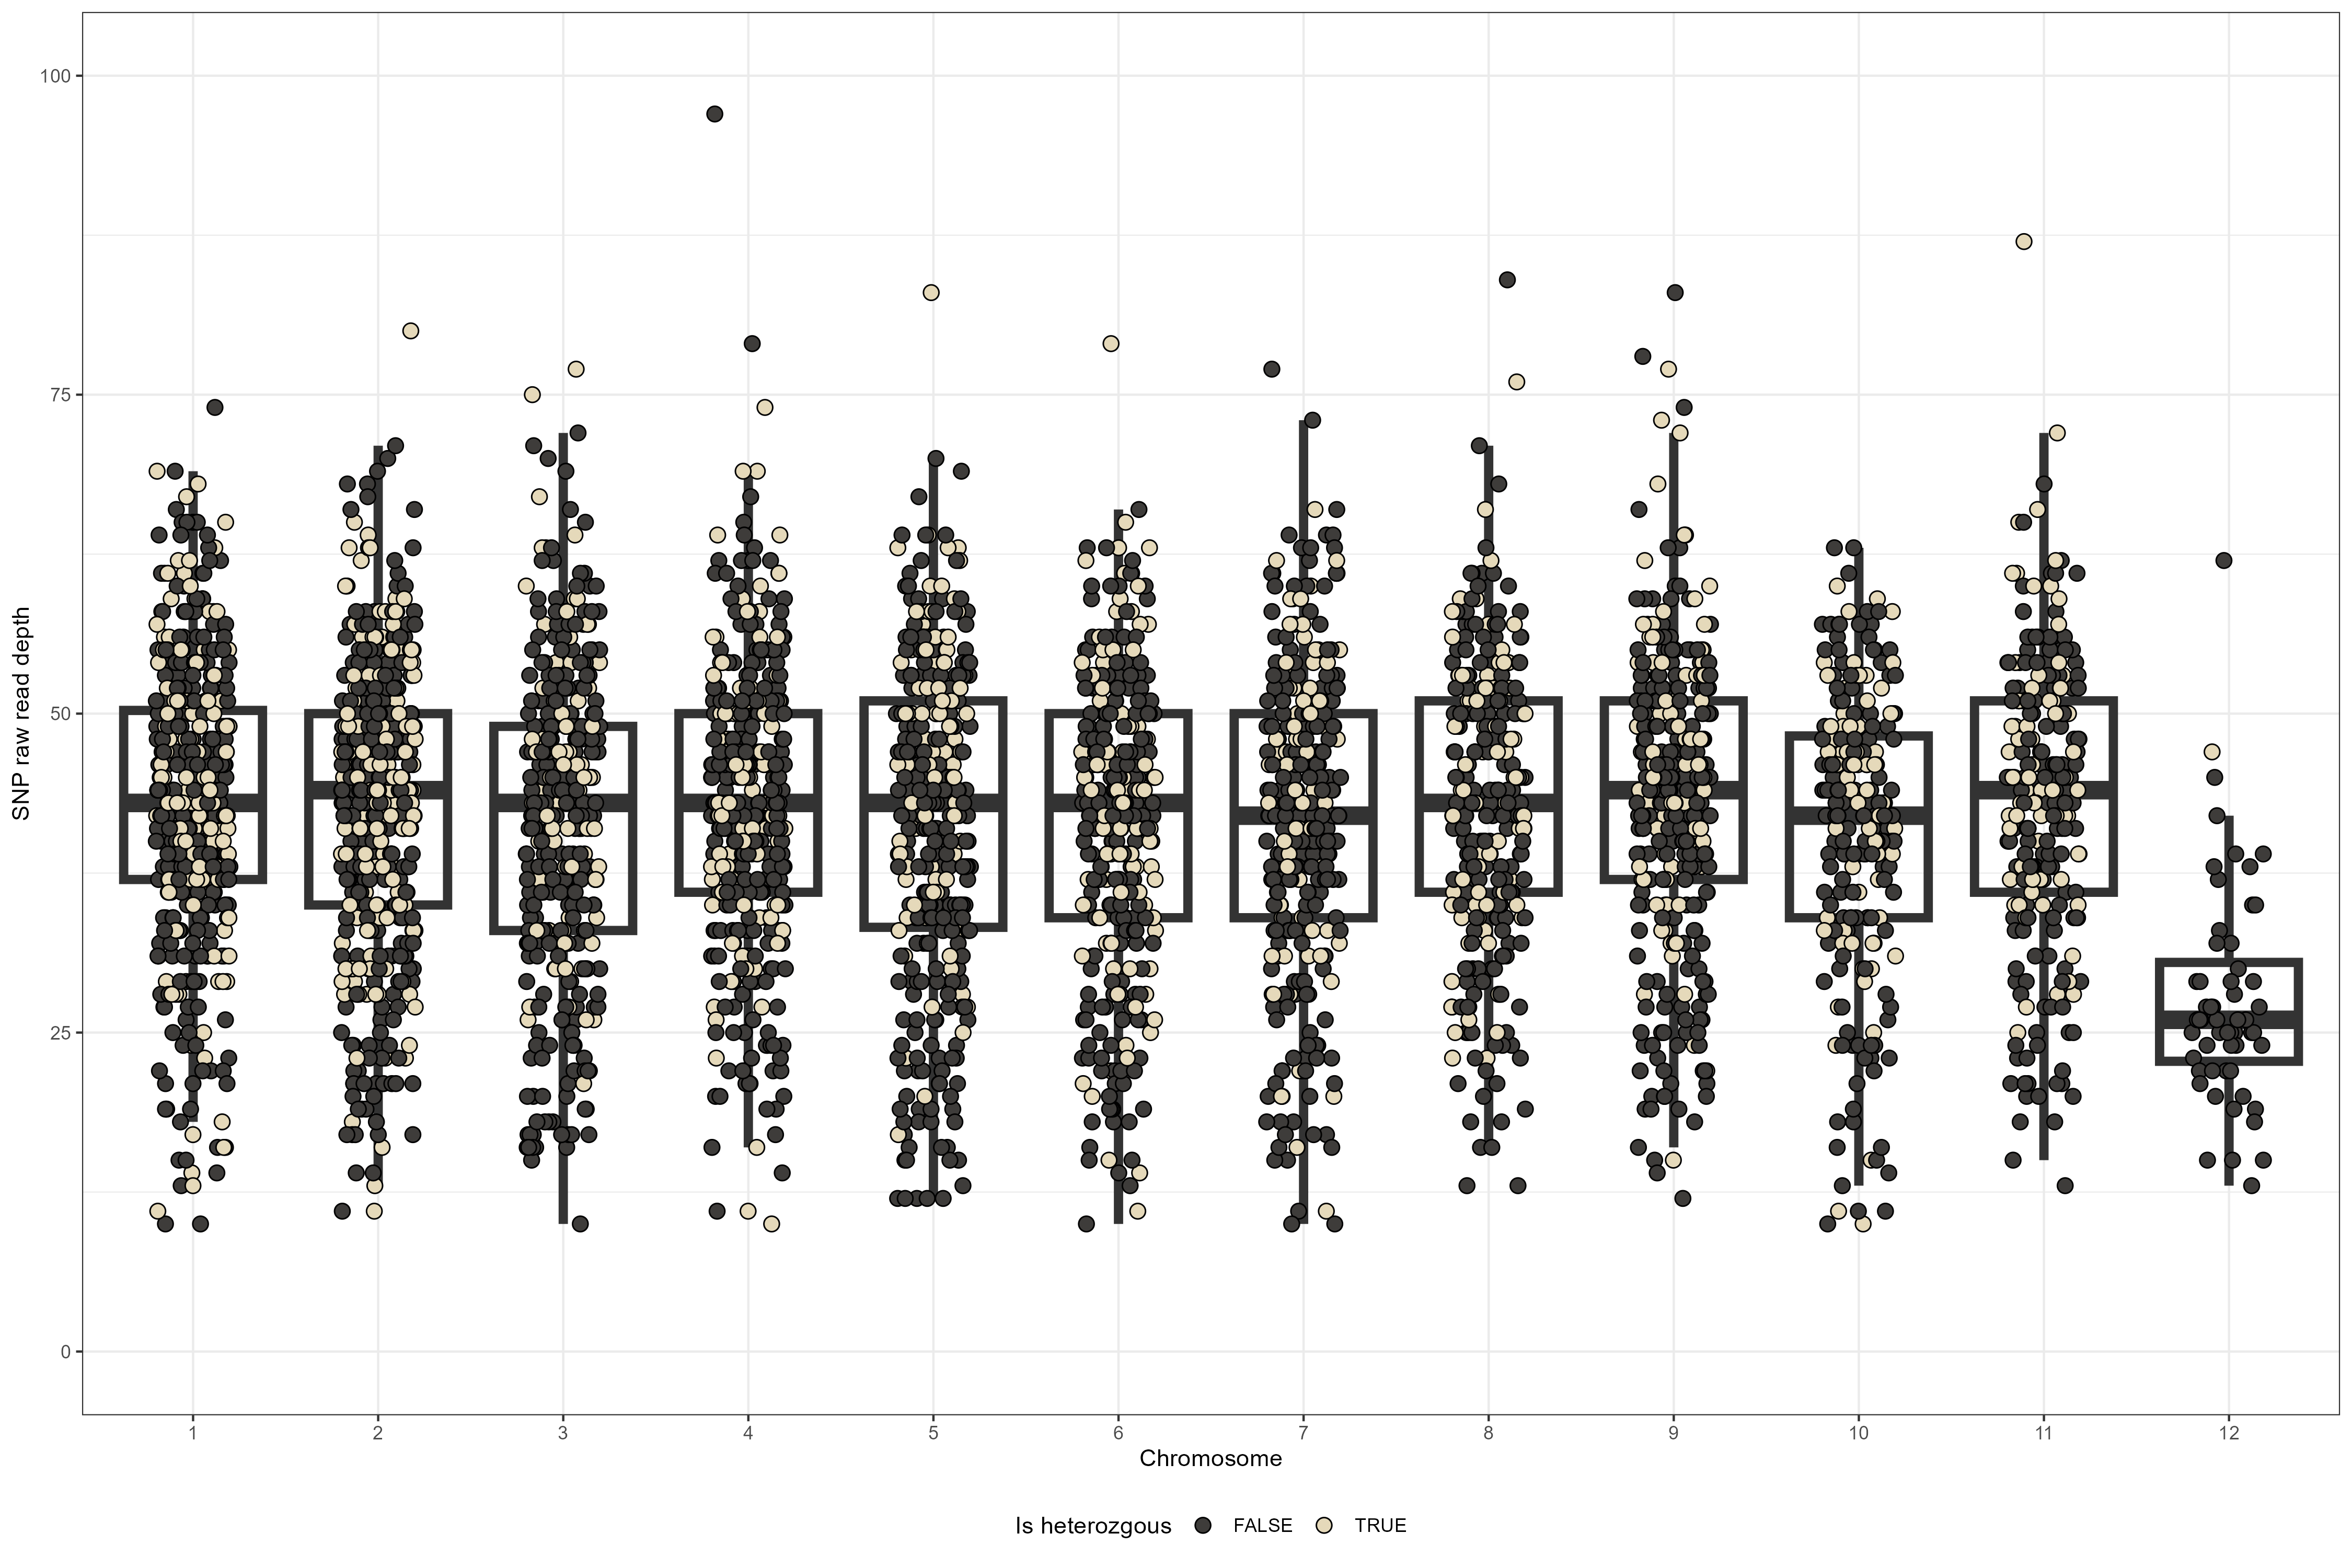 100
75
50
25
0
SNP raw read depth
1 2 3 4 5 6 7 8 9 10 11 12
Chromosome
Is heterozgous FALSE TRUE